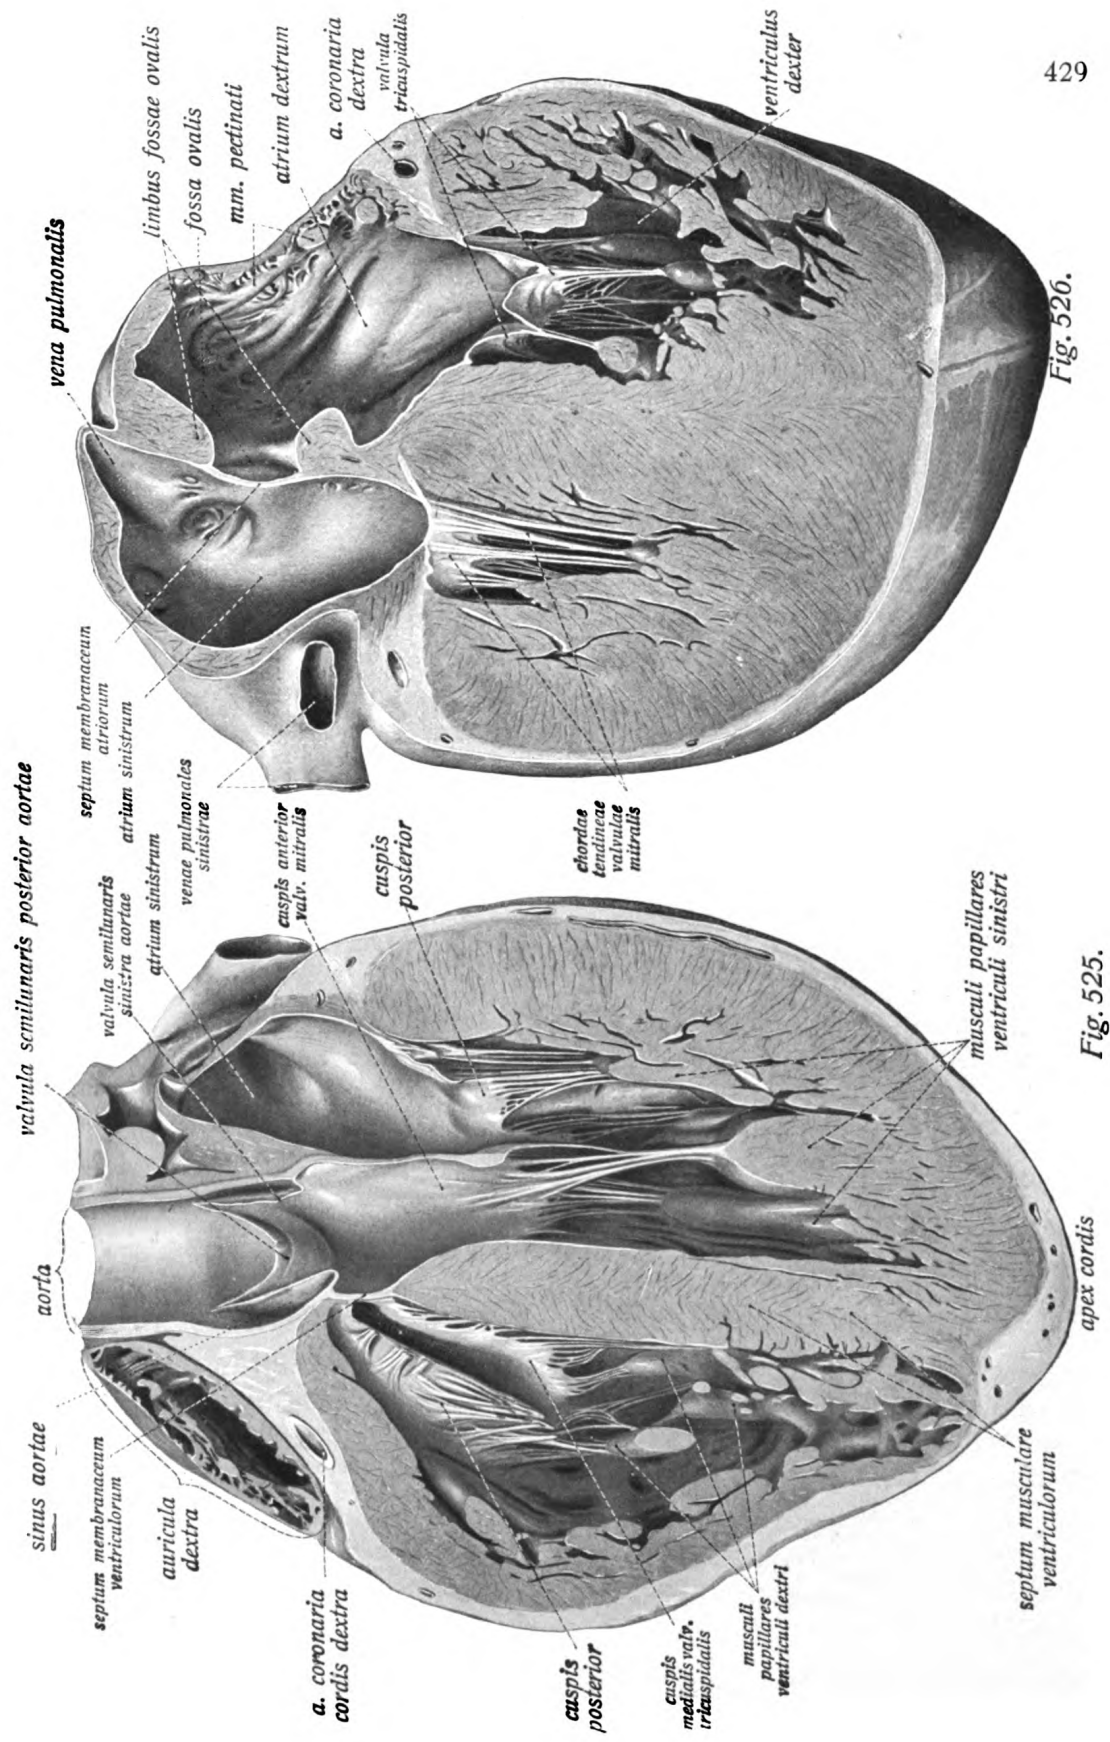 429
valvula semilunaris posterior aortae
valvula semilunaris
sinistra aortae
atrium sinistrum
cuspis anterior
valv. mitralis
cuspis
posterior
aorta
sinus aortae
septum membranaceum
ventriculorum
auricula
dextra
a. coronaria
cordis dextra
cuspis
posterior
cuspis
medialis valv.
tricuspidalis
musculi
papillares
ventriculi dextri
septum musculare
ventriculorum
apex cordis
musculi papillares
ventriculi sinistri
Fig. 525.
vena pulmonalis
limbus fossae ovalis
fossa ovalis
mm. pectinati
atrium dextrum
a. coronaria
dextra
valvula
tricuspidalis
ventriculus
dexter
septum membranaceum
atriorum
atrium sinistrum
venae pulmonales
sinistrae
chordae
tendineae
valvulae
mitralis
Fig. 526.